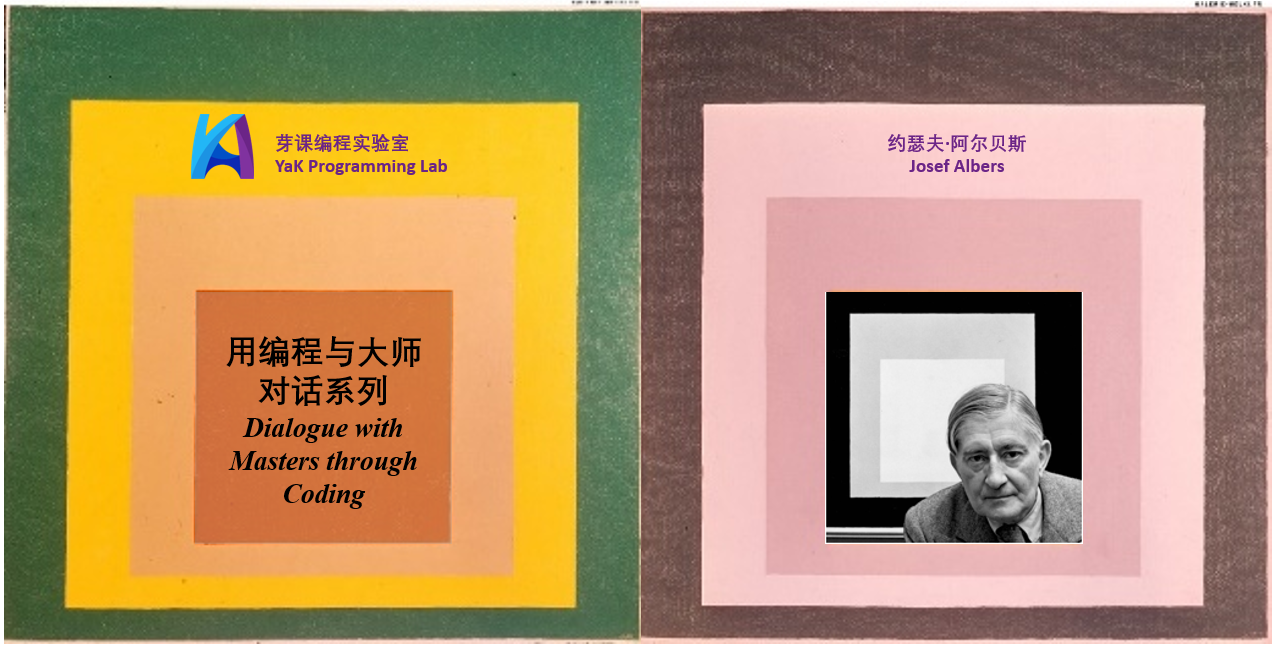 芽课编程实验室
YaK Programming Lab
用编程与大师
对话系列
Dialogue with
Masters through
Coding
约瑟夫·阿尔贝斯
Josef Albers